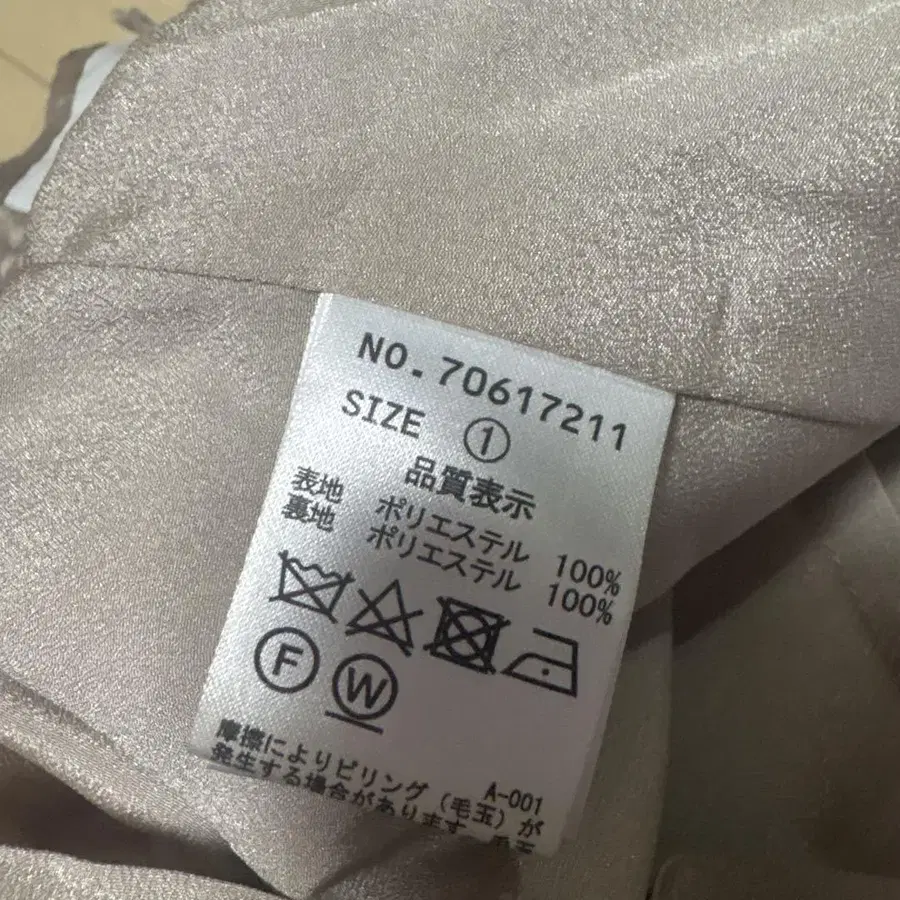 NO.70617211
SIZE ①
品質表示
表地 ポリエステル 100%
裏地 ポリエステル 100%
F W
A-001
摩擦によりピリング(毛玉)が
発生する場合があります。毛玉